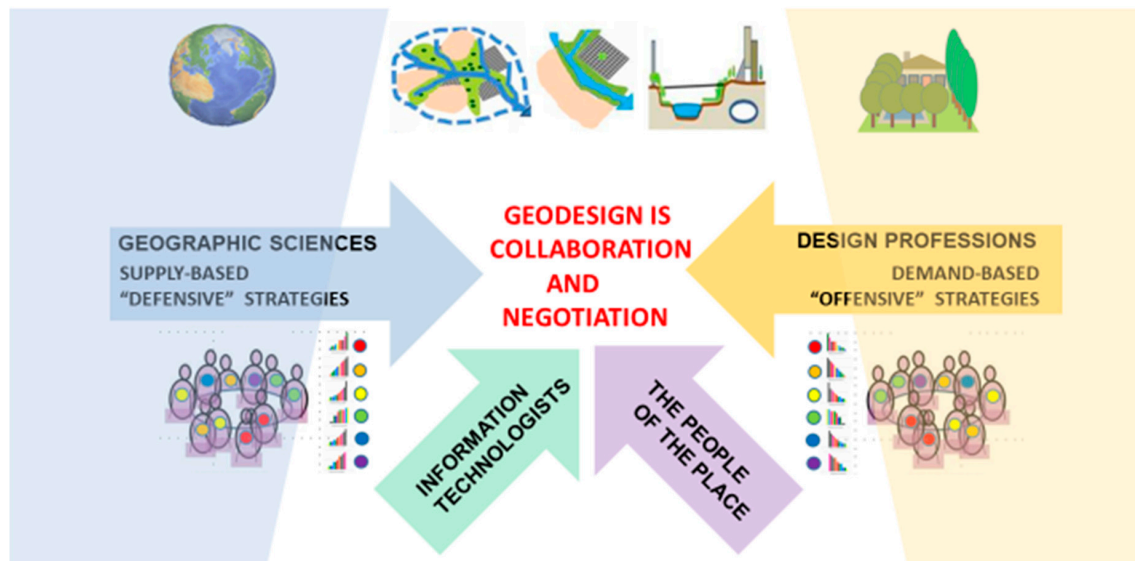 GEODESIGN IS
COLLABORATION
AND
NEGOTIATION
GEOGRAPHIC SCIENCES
SUPPLY-BASED
“DEFENSIVE” STRATEGIES
DESIGN PROFESSIONS
DEMAND-BASED
“OFFENSIVE” STRATEGIES
INFORMATION
TECHNOLOGISTS
THE PEOPLE
OF THE PLACE